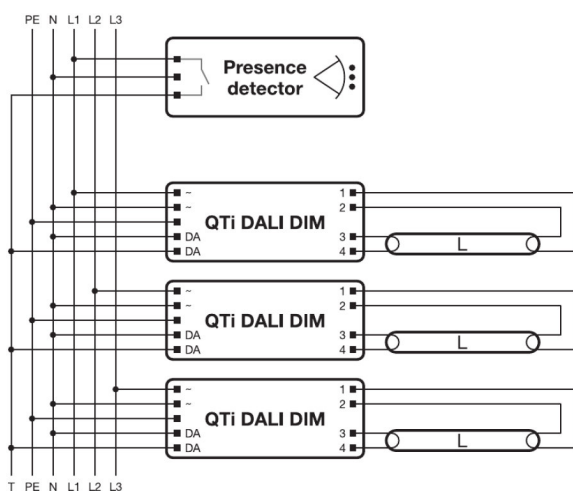 PE N L1 L2 L3
Presence
detector
~ 1
~ 2
QTi DALI DIM
DA 3
DA 4
L
~ 1
~ 2
QTi DALI DIM
DA 3
DA 4
L
~ 1
~ 2
QTi DALI DIM
DA 3
DA 4
L
T PE N L1 L2 L3